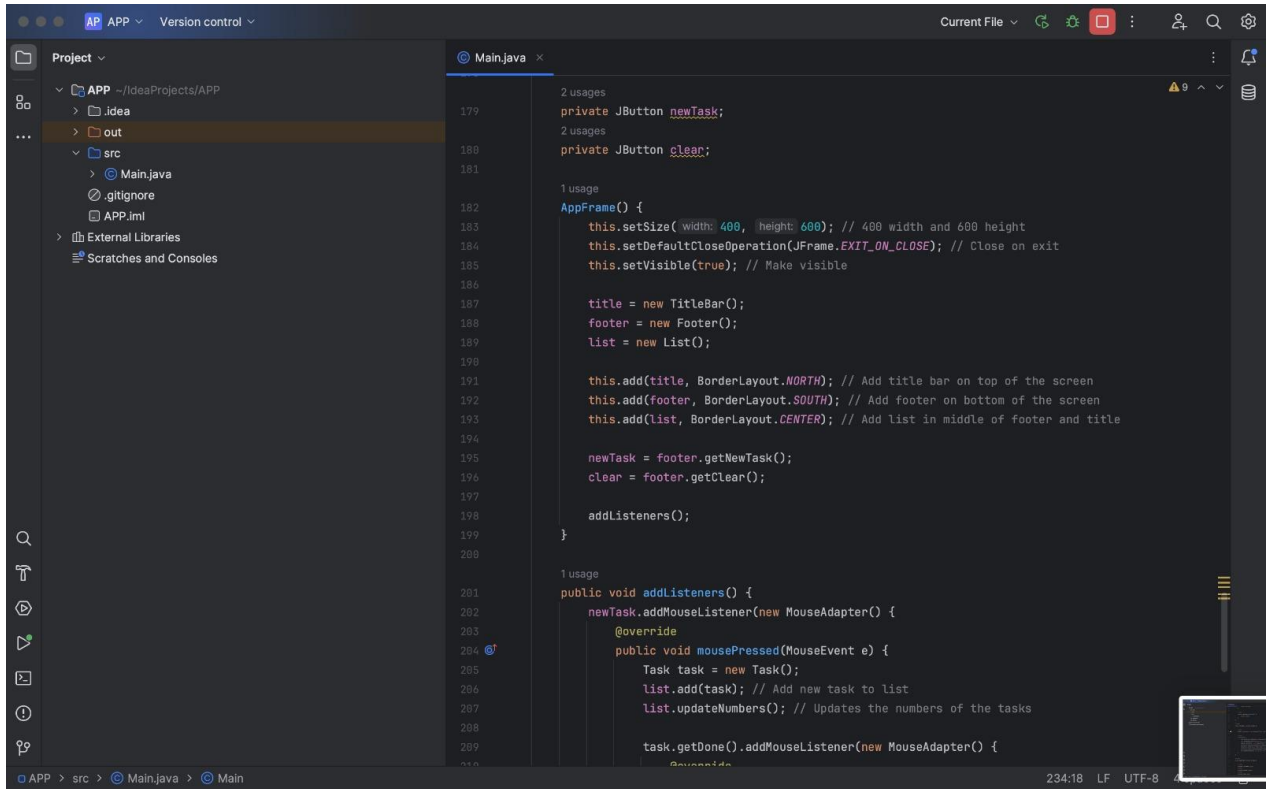 AP APP Version control Current File
Project
Main.java
APP ~/IdeaProjects/APP
.idea
out
src
Main.java
.gitignore
APP.iml
External Libraries
Scratches and Consoles
9
2 usages
179 private JButton newTask;
2 usages
180 private JButton clear;
181
1 usage
182 AppFrame() {
183 this.setSize( width: 400, height: 600); // 400 width and 600 height
184 this.setDefaultCloseOperation(JFrame.EXIT_ON_CLOSE); // Close on exit
185 this.setVisible(true); // Make visible
186
187 title = new TitleBar();
188 footer = new Footer();
189 list = new List();
190
191 this.add(title, BorderLayout.NORTH); // Add title bar on top of the screen
192 this.add(footer, BorderLayout.SOUTH); // Add footer on bottom of the screen
193 this.add(list, BorderLayout.CENTER); // Add list in middle of footer and title
194
195 newTask = footer.getNewTask();
196 clear = footer.getClear();
197
198 addListeners();
199 }
200
1 usage
201 public void addListeners() {
202 newTask.addMouseListener(new MouseAdapter() {
203 @override
204 public void mousePressed(MouseEvent e) {
205 Task task = new Task();
206 list.add(task); // Add new task to list
207 list.updateNumbers(); // Updates the numbers of the tasks
208
209 task.getDone().addMouseListener(new MouseAdapter() {
210 @override
APP > src > Main.java > Main 234:18 LF UTF-8